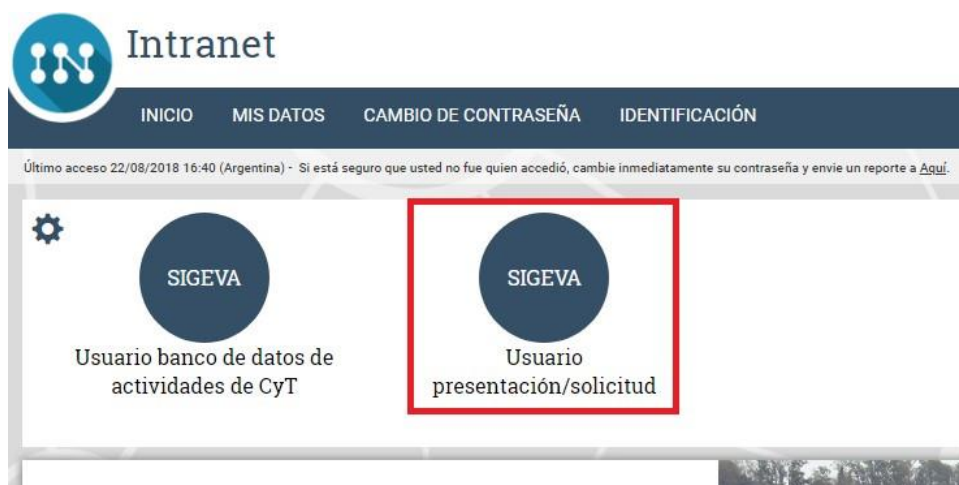 IN
Intranet
INICIO MIS DATOS CAMBIO DE CONTRASEÑA IDENTIFICACIÓN
Último acceso 22/08/2018 16:40 (Argentina) - Si está seguro que usted no fue quien accedió, cambie inmediatamente su contraseña y envie un reporte a Aquí.
SIGEVA
Usuario banco de datos de
actividades de CyT
SIGEVA
Usuario
presentación/solicitud